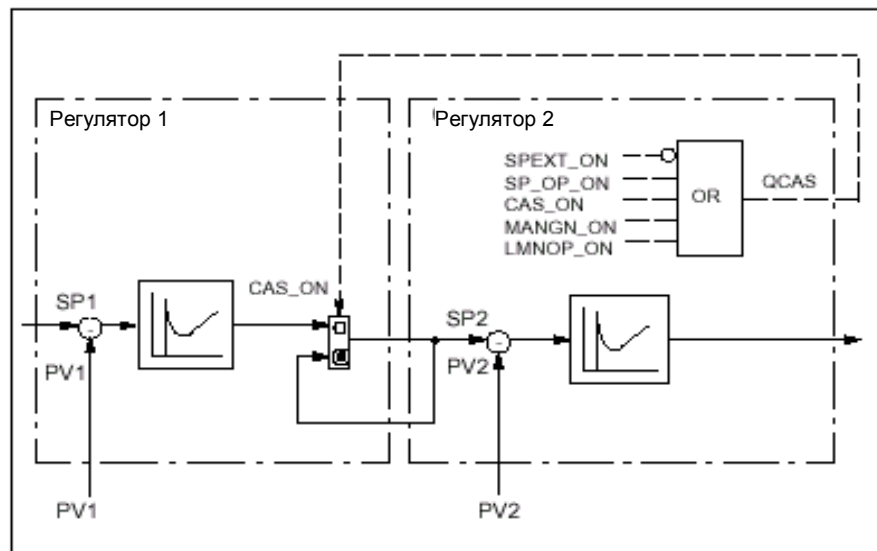 Регулятор 1
Регулятор 2
SPEXT_ON
SP_OP_ON
CAS_ON
MANGN_ON
LMNOP_ON
OR
QCAS
CAS_ON
SP1
PV1
SP2
PV2
PV1
PV2